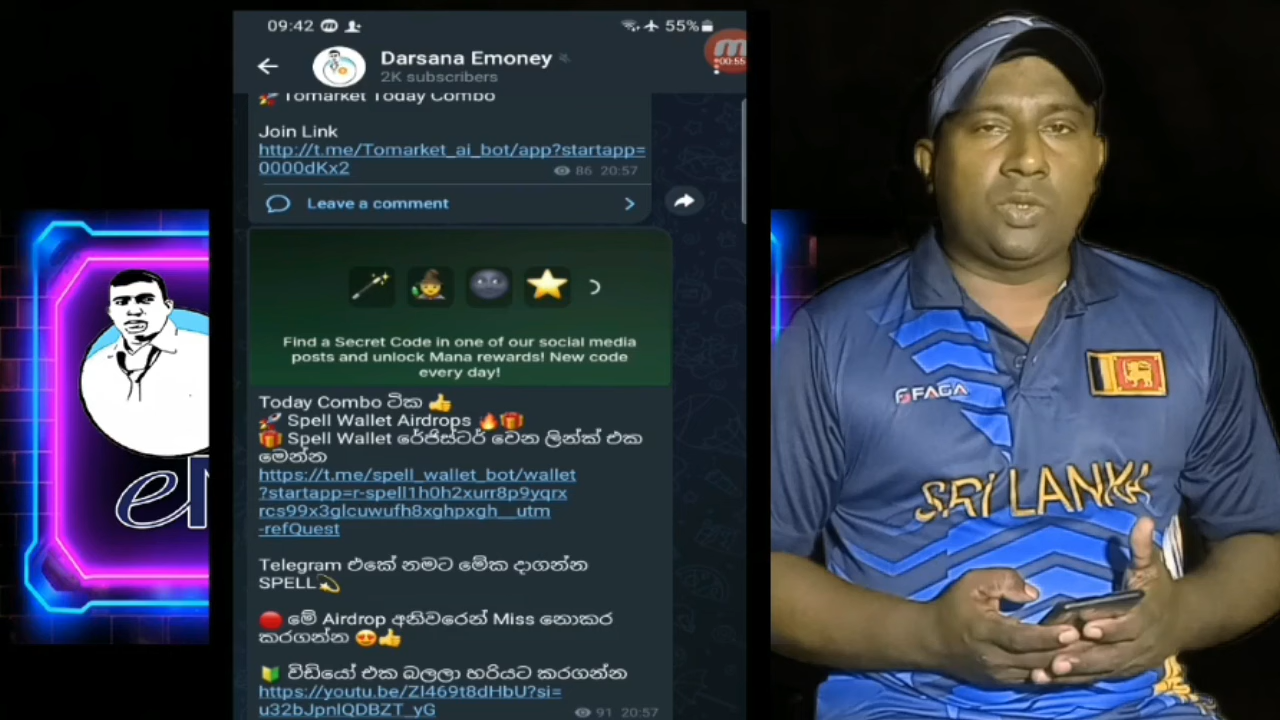 09:42
55%
00:55
Darsana Emoney
2K subscribers
Tomarket Today Combo
Join Link
http://t.me/Tomarket_ai_bot/app?startapp=
0000dKx2
86 20:57
Leave a comment
Find a Secret Code in one of our social media
posts and unlock Mana rewards! New code
every day!
Today Combo ටික 👍
🚀 Spell Wallet Airdrops 🔥🎁
🎁 Spell Wallet රේජිස්ටර් වෙන ලින්ක් එක
මෙන්න
https://t.me/spell_wallet_bot/wallet
?startapp=r-spell1h0h2xurr8p9yqrx
rcs99x3glcuwufh8xghpxgh__utm
-refQuest
Telegram එකේ නමට මේක දාගන්න
SPELL💫
🔴 මේ Airdrop අනිවරෙන් Miss නොකර
කරගන්න 😍👍
🔰 විඩියෝ එක බලලා හරියට කරගන්න
https://youtu.be/ZI469t8dHbU?si=
u32bJpnlQDBZT_yG
91 20:57
FAGA
SRI LANKA